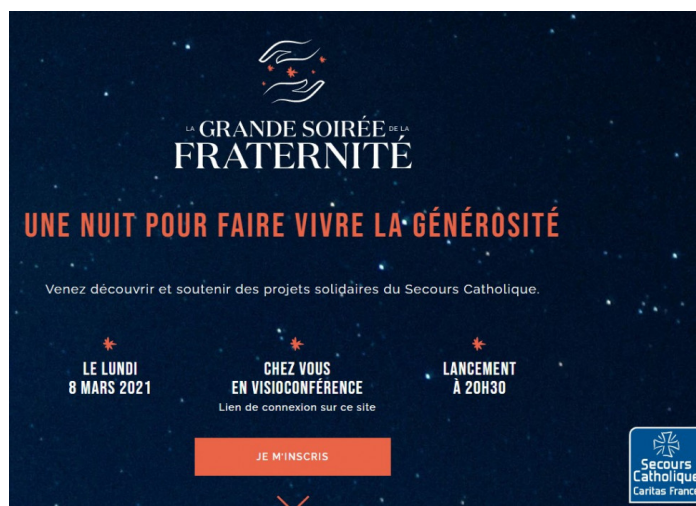 LA GRANDE SOIRÉE DE LA
FRATERNITÉ
UNE NUIT POUR FAIRE VIVRE LA GÉNÉROSITÉ
Venez découvrir et soutenir des projets solidaires du Secours Catholique.
LE LUNDI
8 MARS 2021
CHEZ VOUS
EN VISIOCONFÉRENCE
Lien de connexion sur ce site
LANCEMENT
À 20H30
JE M'INSCRIS
Secours
Catholique
Caritas France